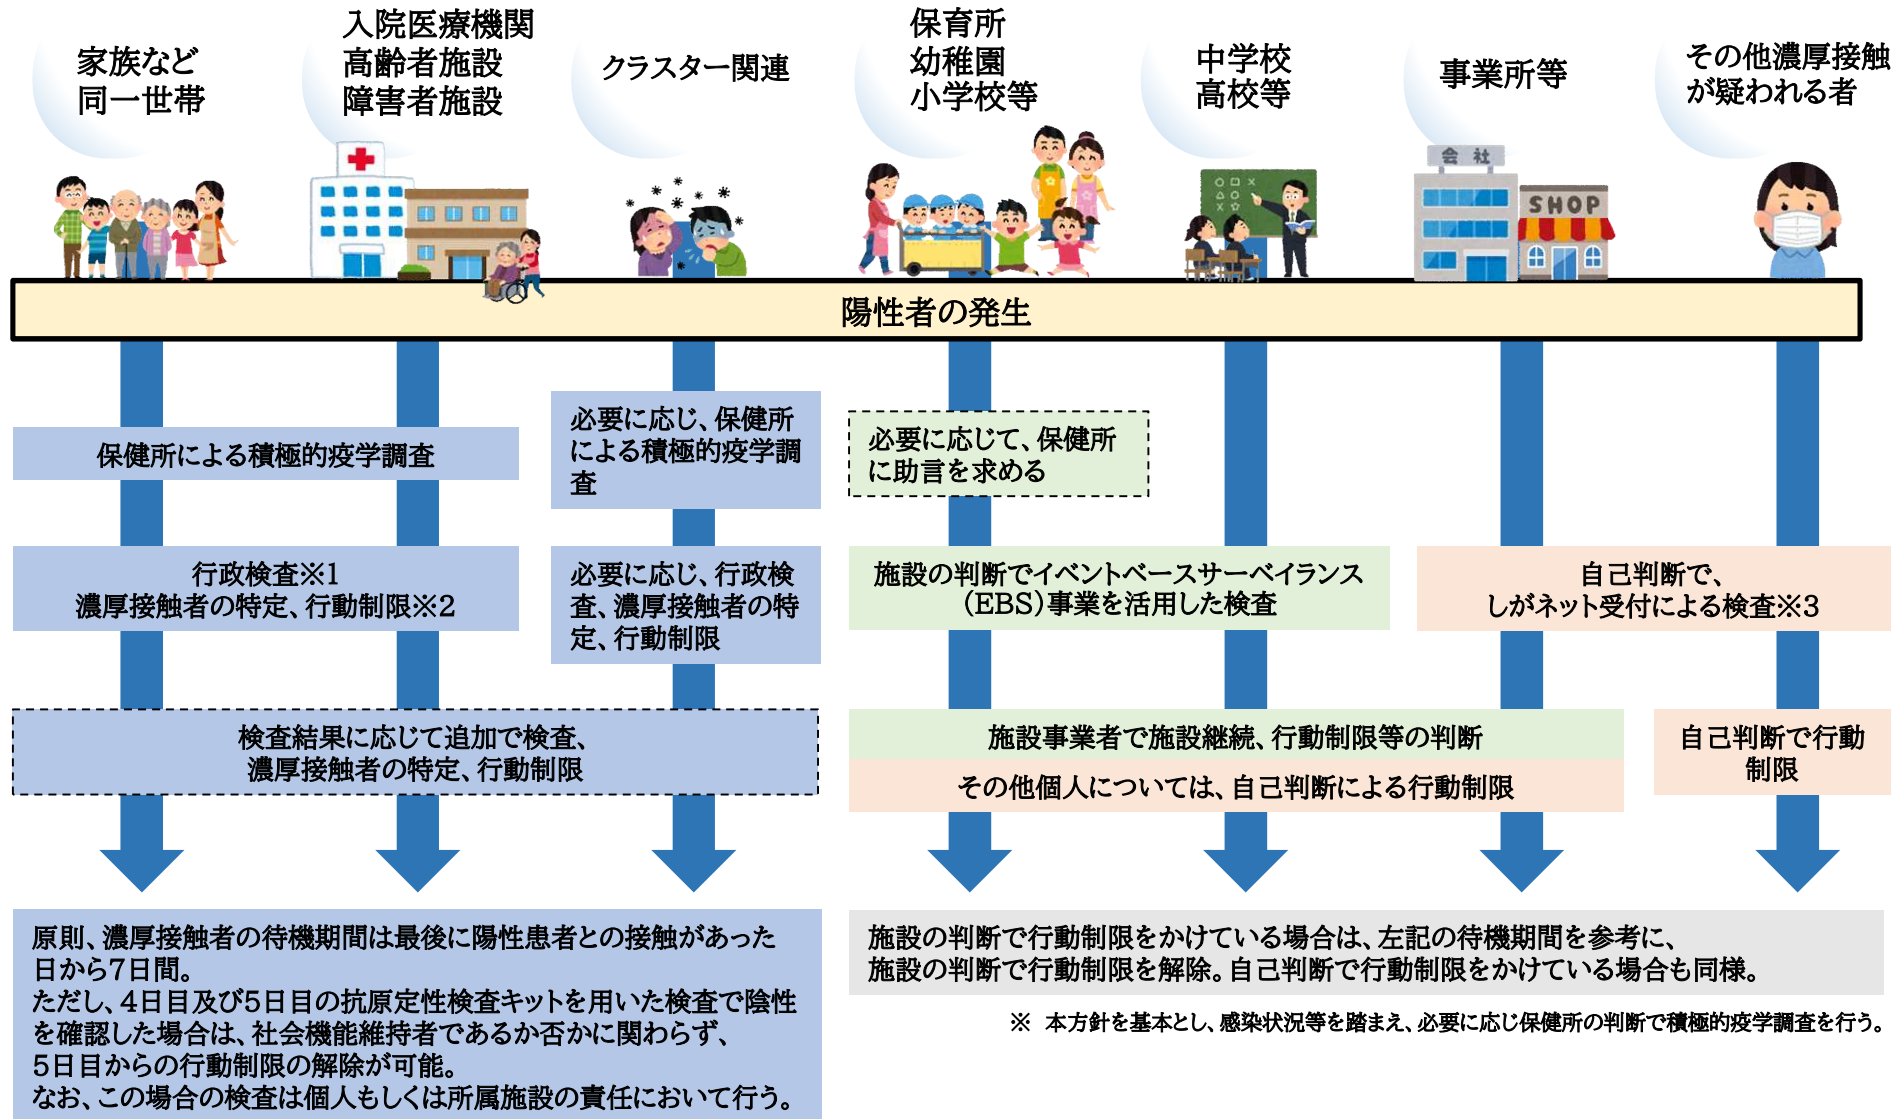 家族など
同一世帯
入院医療機関
高齢者施設
障害者施設
クラスター関連
保育所
幼稚園
小学校等
中学校
高校等
事業所等
その他濃厚接触
が疑われる者
会社
SHOP
陽性者の発生
保健所による積極的疫学調査
必要に応じ、保健所
による積極的疫学調
査
必要に応じて、保健所
に助言を求める
行政検査※1
濃厚接触者の特定、行動制限※2
必要に応じ、行政検
査、濃厚接触者の特
定、行動制限
施設の判断でイベントベースサーベイランス
(EBS)事業を活用した検査
自己判断で、
しがネット受付による検査※3
検査結果に応じて追加で検査、
濃厚接触者の特定、行動制限
施設事業者で施設継続、行動制限等の判断
その他個人については、自己判断による行動制限
自己判断で行動
制限
原則、濃厚接触者の待機期間は最後に陽性患者との接触があった
日から7日間。
ただし、4日目及び5日目の抗原定性検査キットを用いた検査で陰性
を確認した場合は、社会機能維持者であるか否かに関わらず、
5日目からの行動制限の解除が可能。
なお、この場合の検査は個人もしくは所属施設の責任において行う。
施設の判断で行動制限をかけている場合は、左記の待機期間を参考に、
施設の判断で行動制限を解除。自己判断で行動制限をかけている場合も同様。
※ 本方針を基本とし、感染状況等を踏まえ、必要に応じ保健所の判断で積極的疫学調査を行う。